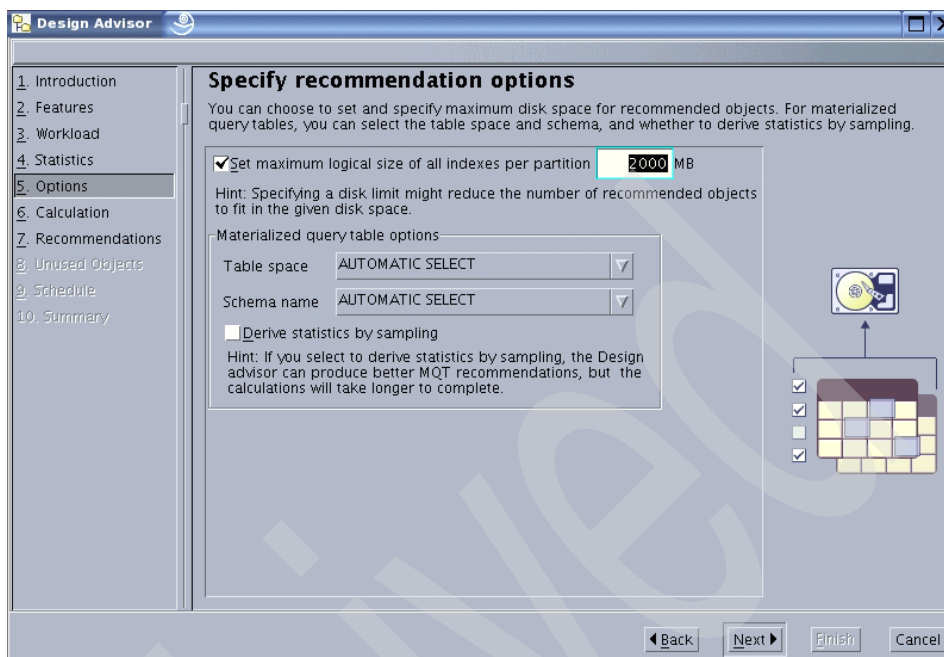 Design Advisor
1. Introduction
2. Features
3. Workload
4. Statistics
5. Options
6. Calculation
7. Recommendations
8. Unused Objects
9. Schedule
10. Summary
Specify recommendation options
You can choose to set and specify maximum disk space for recommended objects. For materialized
query tables, you can select the table space and schema, and whether to derive statistics by sampling.
Set maximum logical size of all indexes per partition 2000 MB
Hint: Specifying a disk limit might reduce the number of recommended objects
to fit in the given disk space.
Materialized query table options
Table space AUTOMATIC SELECT
Schema name AUTOMATIC SELECT
Derive statistics by sampling
Hint: If you select to derive statistics by sampling, the Design
advisor can produce better MQT recommendations, but the
calculations will take longer to complete.
Back Next Finish Cancel